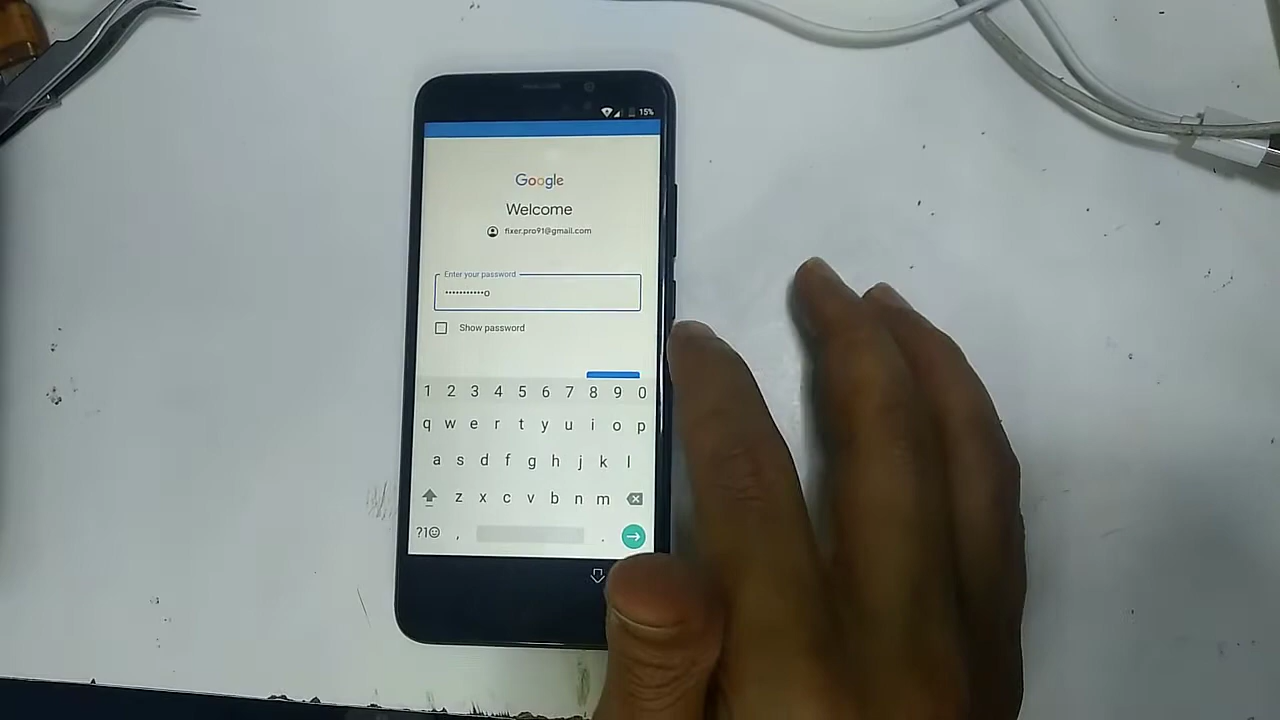 15%
Google
Welcome
fixer.pro91@gmail.com
Enter your password
•••••••••••o
Show password
1 2 3 4 5 6 7 8 9 0
q w e r t y u i o p
a s d f g h j k l
z x c v b n m
?1☺ , .